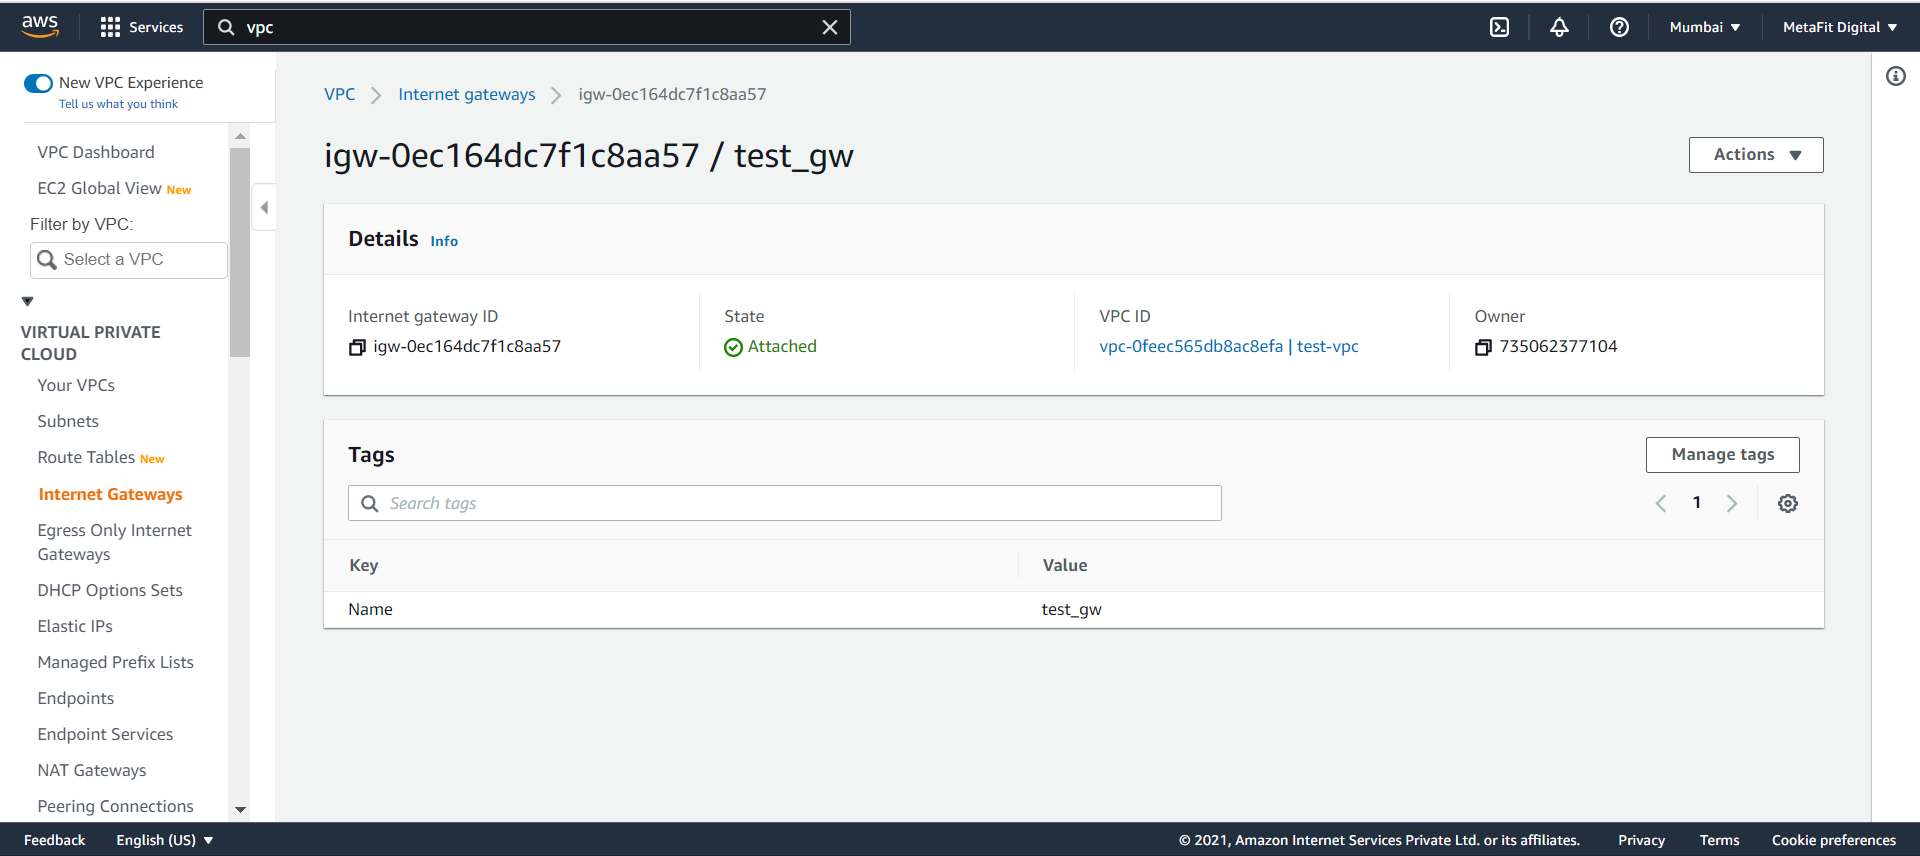 aws
Services
vpc
Mumbai
MetaFit Digital
New VPC Experience
Tell us what you think
VPC Dashboard
EC2 Global View New
Filter by VPC:
Select a VPC
VIRTUAL PRIVATE
CLOUD
Your VPCs
Subnets
Route Tables New
Internet Gateways
Egress Only Internet
Gateways
DHCP Options Sets
Elastic IPs
Managed Prefix Lists
Endpoints
Endpoint Services
NAT Gateways
Peering Connections
VPC > Internet gateways > igw-0ec164dc7f1c8aa57
igw-0ec164dc7f1c8aa57 / test_gw
Actions
Details Info
Internet gateway ID
igw-0ec164dc7f1c8aa57
State
Attached
VPC ID
vpc-0feec565db8ac8efa | test-vpc
Owner
735062377104
Tags
Manage tags
Search tags
1
Key Value
Name test_gw
Feedback English (US)
© 2021, Amazon Internet Services Private Ltd. or its affiliates. Privacy Terms Cookie preferences